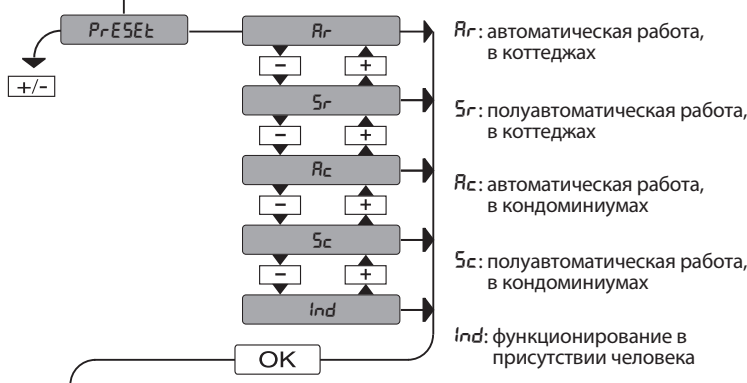 PrESEt
+/-
Ar
- +
Sr
- +
Ac
- +
Sc
- +
Ind
OK
Ar: автоматическая работа,
в коттеджах
Sr: полуавтоматическая работа,
в коттеджах
Ac: автоматическая работа,
в кондоминиумах
Sc: полуавтоматическая работа,
в кондоминиумах
Ind: функционирование в
присутствии человека